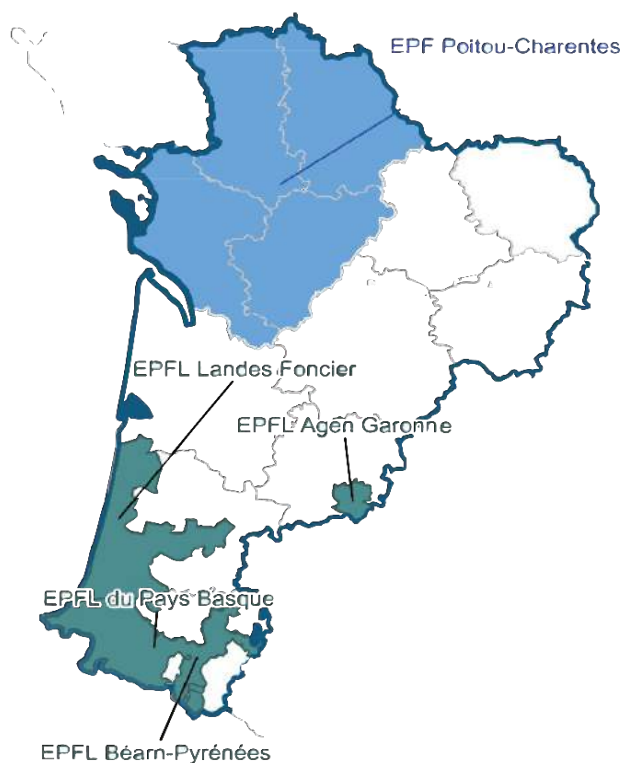 EPF Poitou-Charentes
EPFL Landes Foncier
EPFL Agen Garonne
EPFL du Pays Basque
EPFL Béarn-Pyrénées